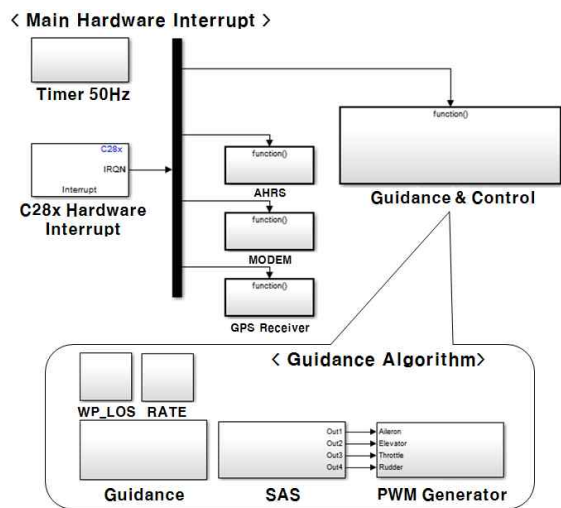 < Main Hardware Interrupt >
Timer 50Hz
C28x
IRQN
Interrupt
C28x Hardware
Interrupt
function()
AHRS
function()
MODEM
function()
GPS Receiver
function()
Guidance & Control
< Guidance Algorithm>
WP_LOS
RATE
Guidance
Out1
Out2
Out3
Out4
SAS
Aileron
Elevator
Throttle
Rudder
PWM Generator